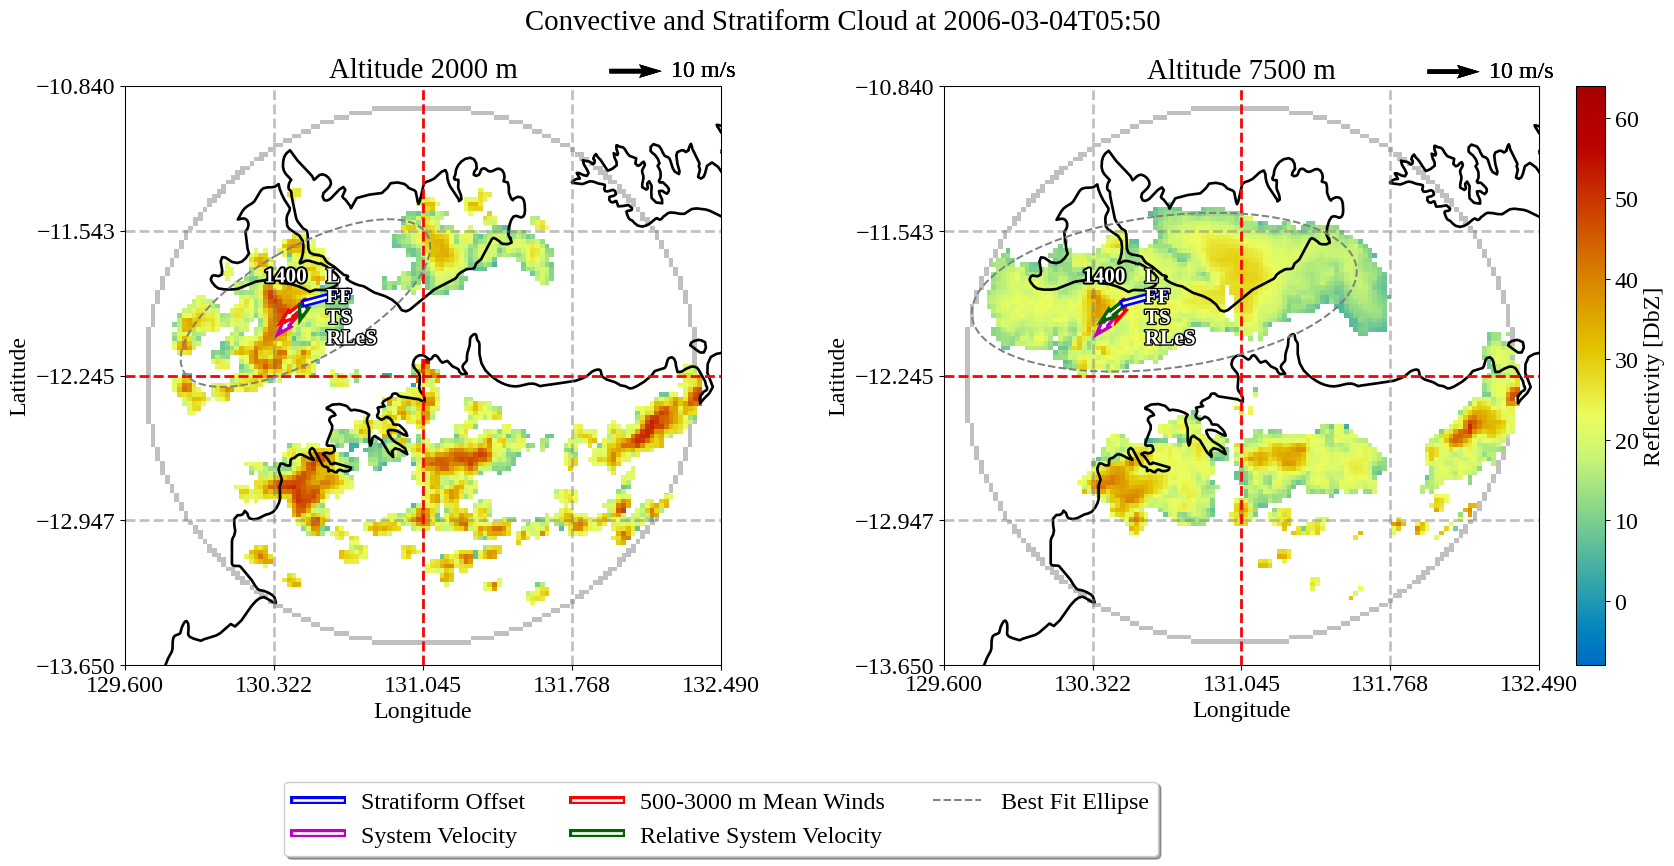 Convective and Stratiform Cloud at 2006-03-04T05:50
Altitude 2000 m
10 m/s
Altitude 7500 m
10 m/s
−10.840
−11.543
−12.245
−12.947
−13.650
Latitude
129.600 130.322 131.045 131.768 132.490
Longitude
1400
L
FF
TS
RLeS
−10.840
−11.543
−12.245
−12.947
−13.650
Latitude
129.600 130.322 131.045 131.768 132.490
Longitude
1400
L
FF
TS
RLeS
60
50
40
30
20
10
0
Reflectivity [DbZ]
Stratiform Offset
System Velocity
500-3000 m Mean Winds
Relative System Velocity
Best Fit Ellipse